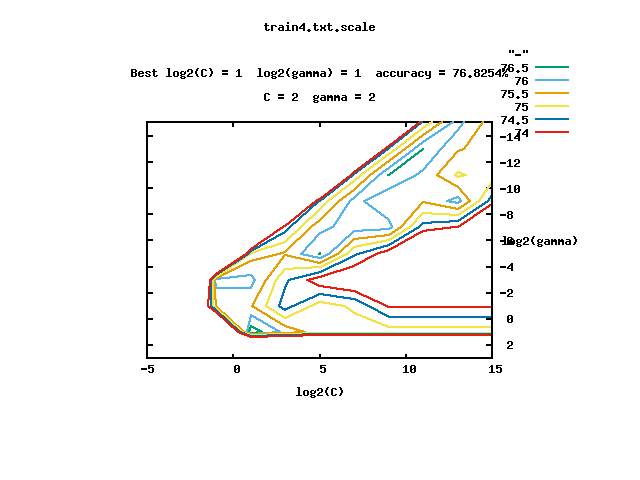 train4.txt.scale
"-"
Best log2(C) = 1 log2(gamma) = 1 accuracy = 76.8254%
76.5
76
C = 2 gamma = 2
75.5
75
74.5
74
-14
-12
-10
-8
-6
log2(gamma)
-4
-2
0
2
-5 0 5 10 15
log2(C)